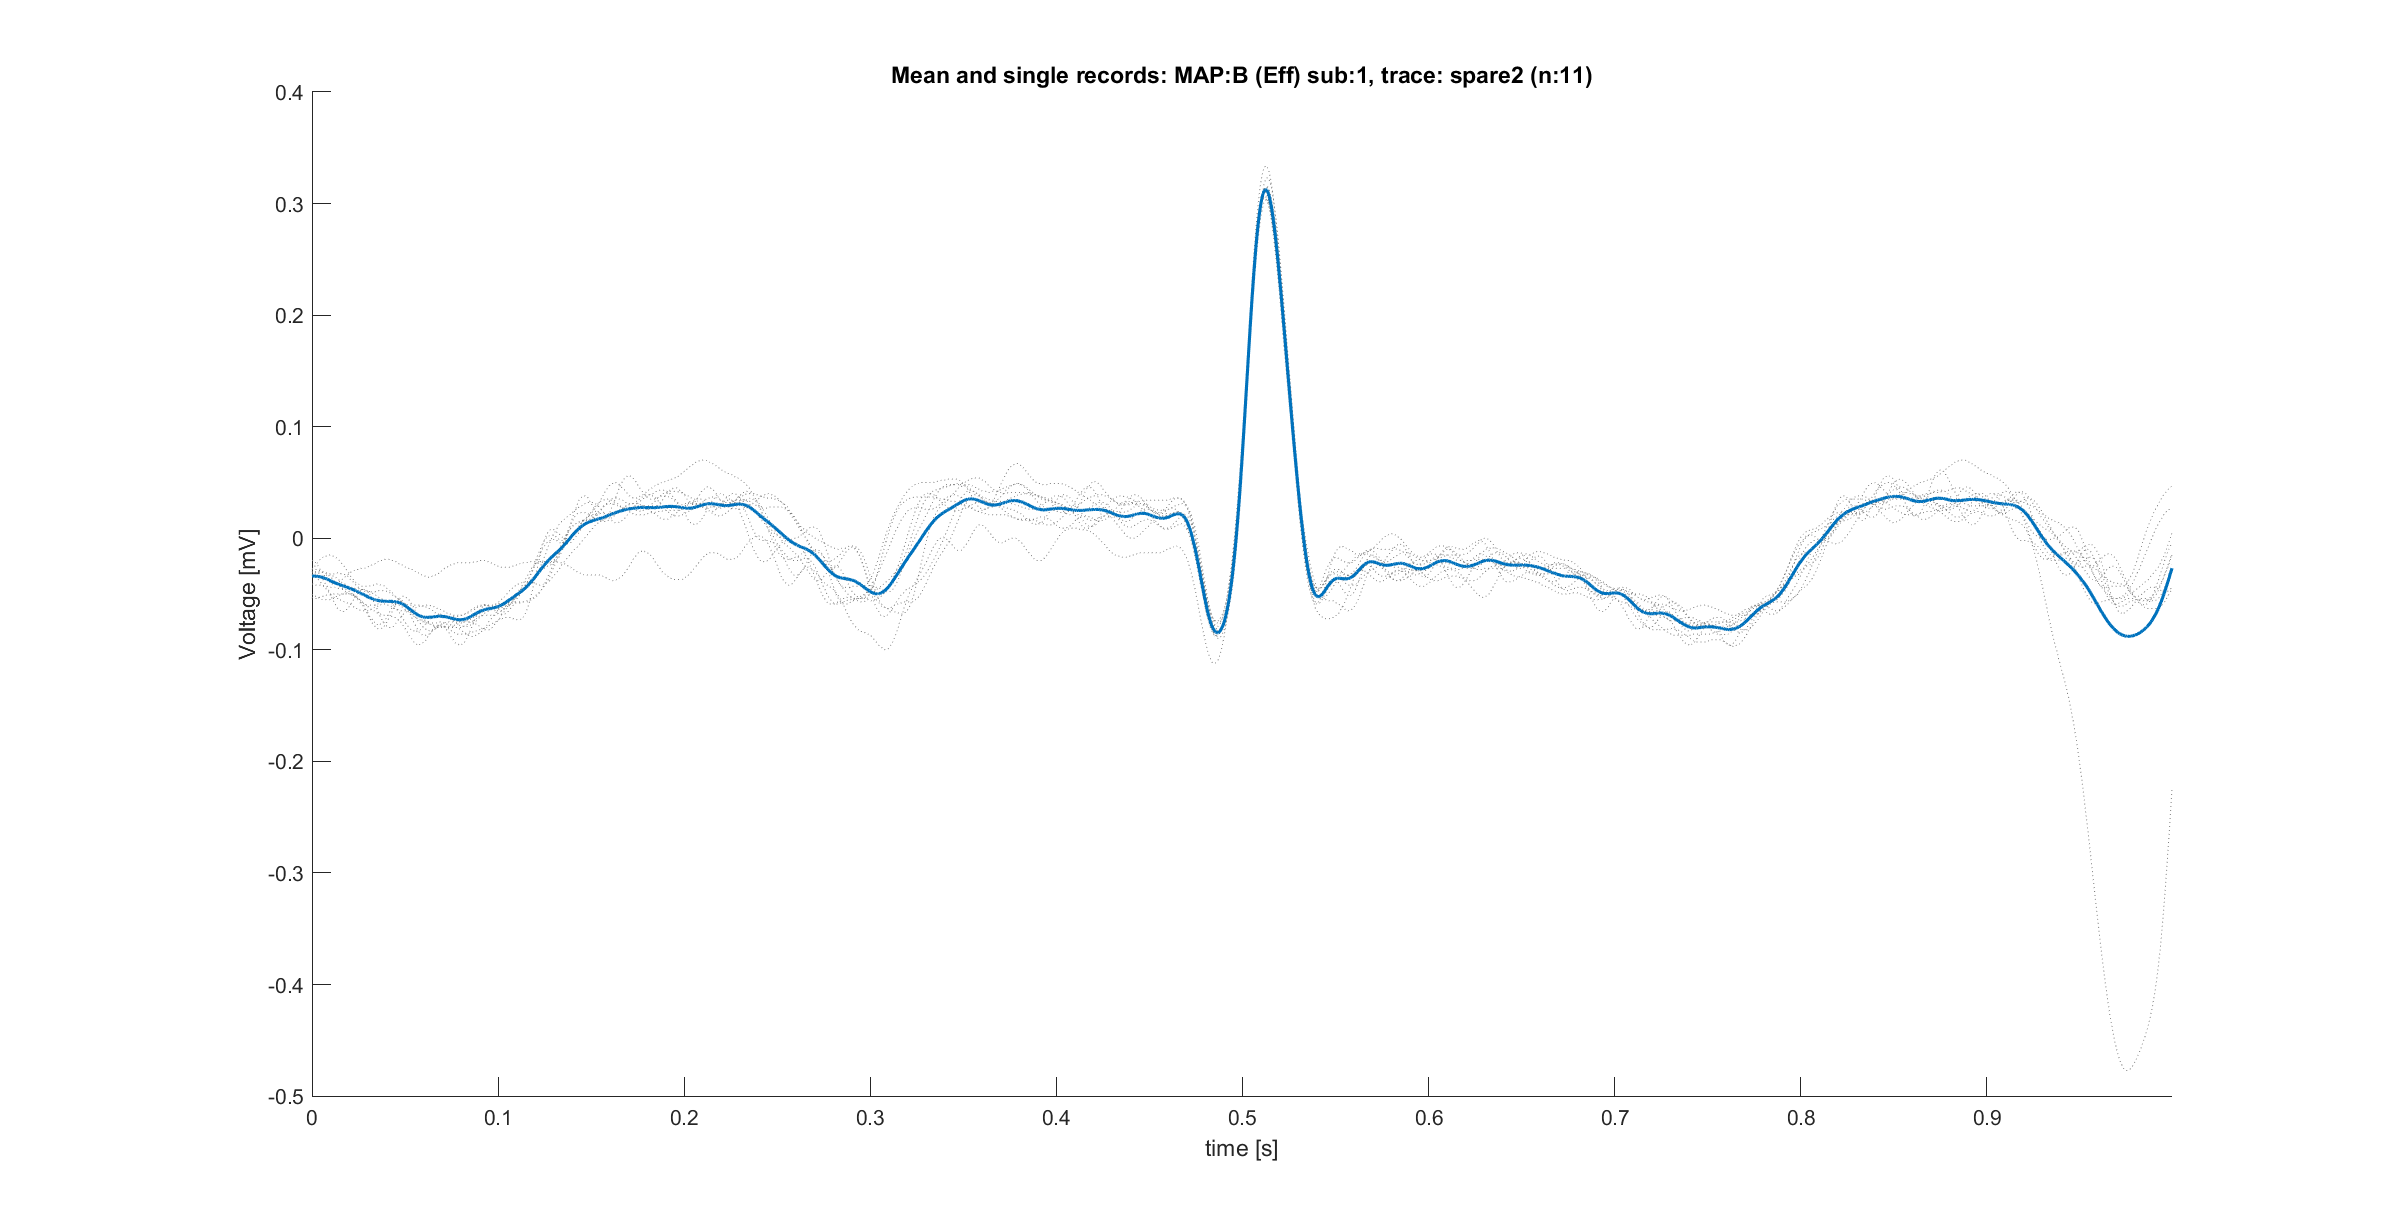 Mean and single records: MAP:B (Eff) sub:1, trace: spare2 (n:11)
0.4
0.3
0.2
0.1
0
-0.1
-0.2
-0.3
-0.4
-0.5
Voltage [mV]
0 0.1 0.2 0.3 0.4 0.5 0.6 0.7 0.8 0.9
time [s]